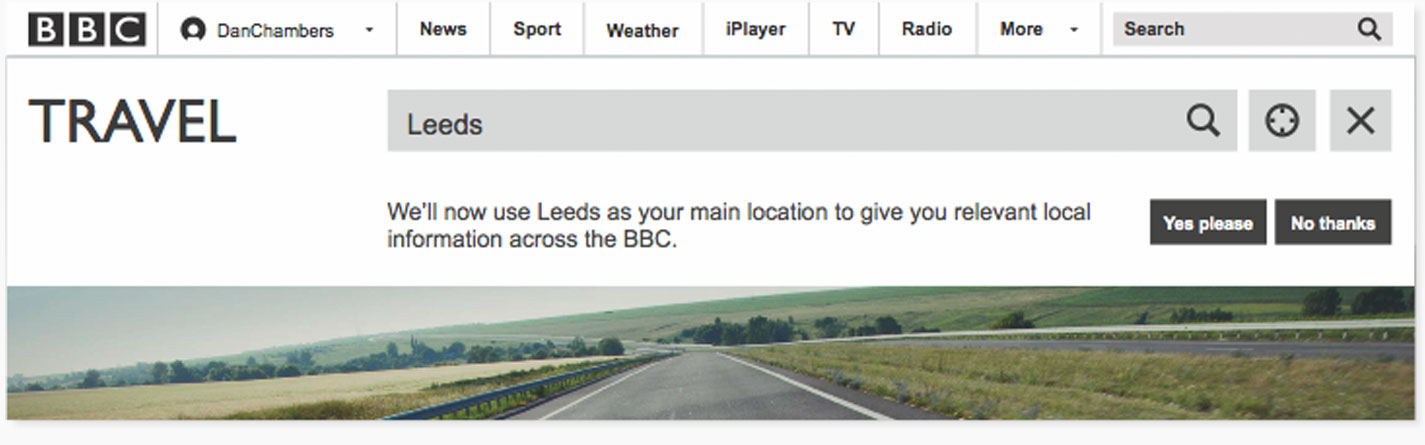 BBC DanChambers News Sport Weather iPlayer TV Radio More Search
TRAVEL
Leeds
We'll now use Leeds as your main location to give you relevant local
information across the BBC.
Yes please No thanks